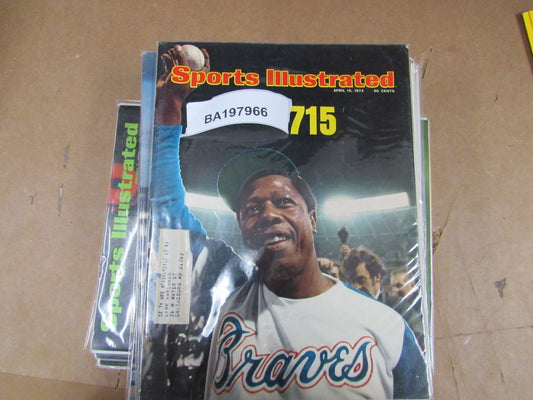 Sports Illustrated
APRIL 15, 1974 60 CENTS
BA197966
715
Sports Illustrated
Braves